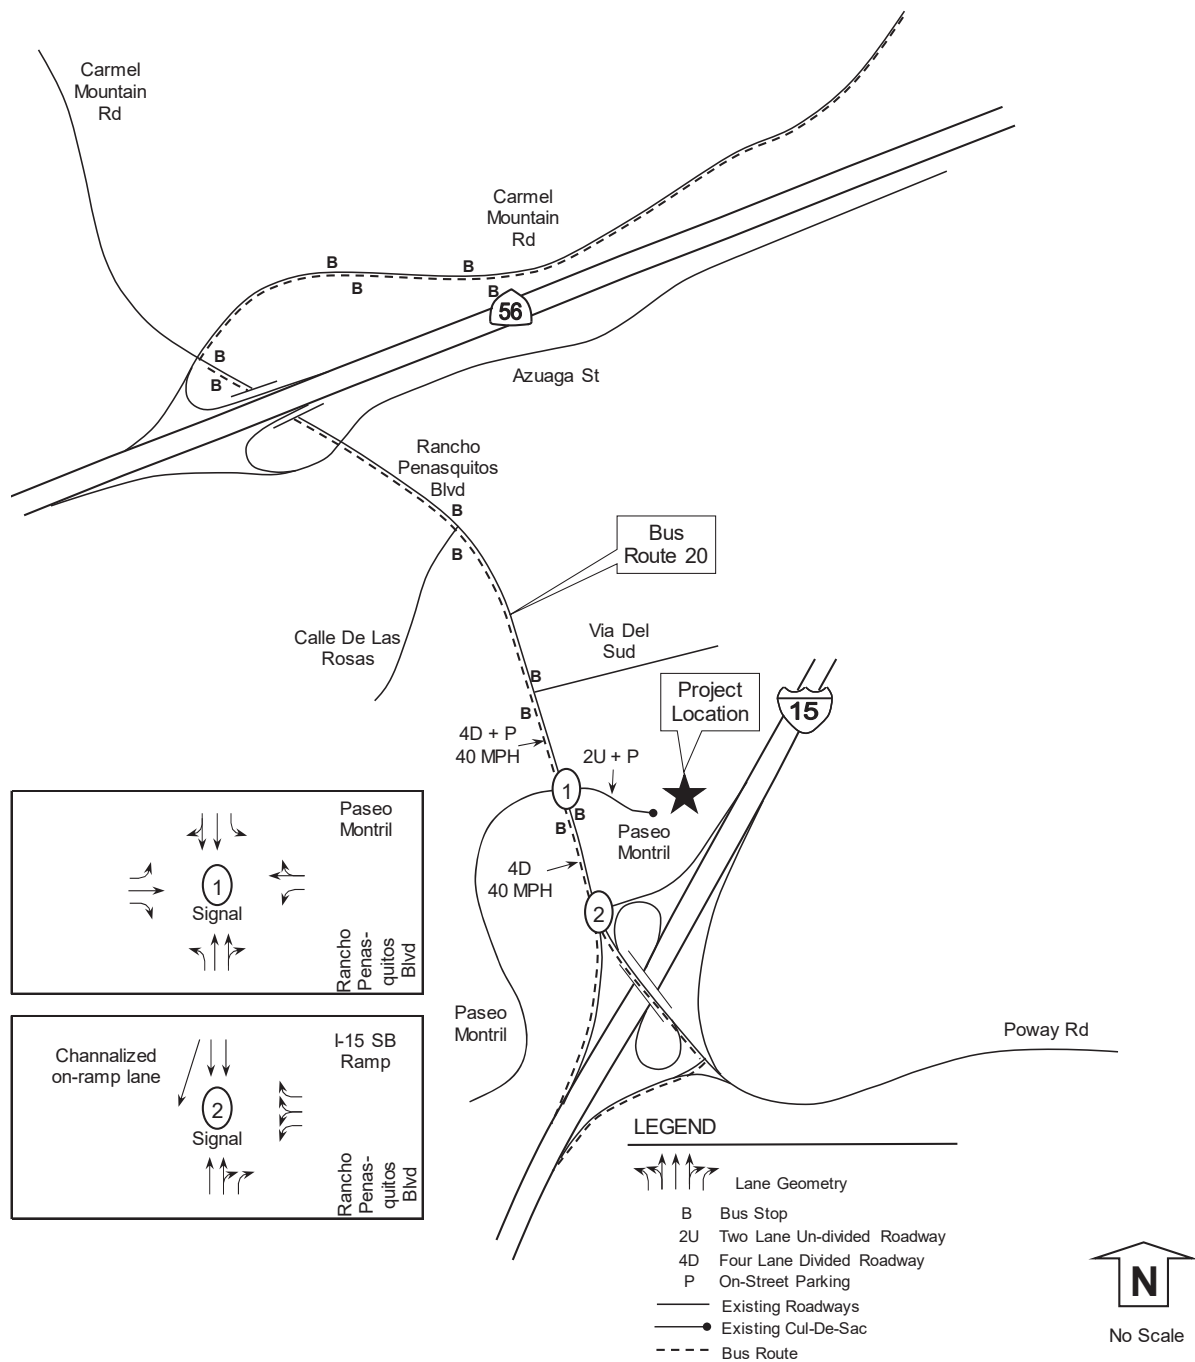 Carmel
Mountain
Rd
Carmel
Mountain
Rd
B
B
B
B
56
B
B
Azuaga St
Rancho
Penasquitos
Blvd
B
B
Bus
Route 20
Calle De Las
Rosas
Via Del
Sud
B
B
Project
Location
15
4D + P
40 MPH
2U + P
1
B
B
Paseo
Montril
4D
40 MPH
2
Paseo
Montril
Poway Rd
Paseo
Montril
1
Signal
Rancho
Penas-
quitos
Blvd
Channalized
on-ramp lane
I-15 SB
Ramp
2
Signal
Rancho
Penas-
quitos
Blvd
LEGEND
Lane Geometry
B Bus Stop
2U Two Lane Un-divided Roadway
4D Four Lane Divided Roadway
P On-Street Parking
Existing Roadways
Existing Cul-De-Sac
Bus Route
N
No Scale